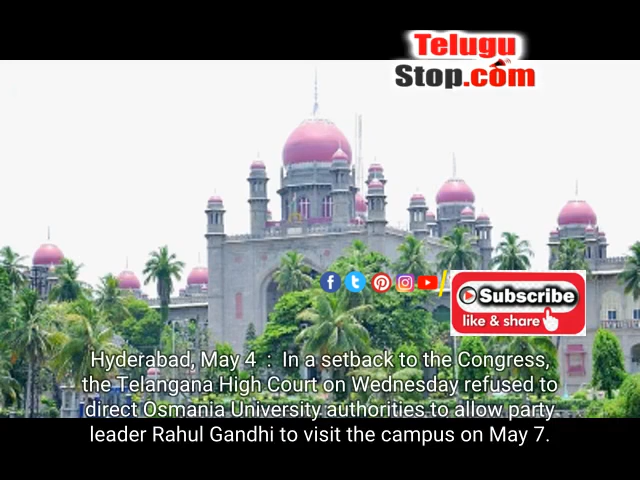 Telugu
Stop.com
Subscribe
like & share
Hyderabad, May 4 : In a setback to the Congress,
the Telangana High Court on Wednesday refused to
direct Osmania University authorities to allow party
leader Rahul Gandhi to visit the campus on May 7.